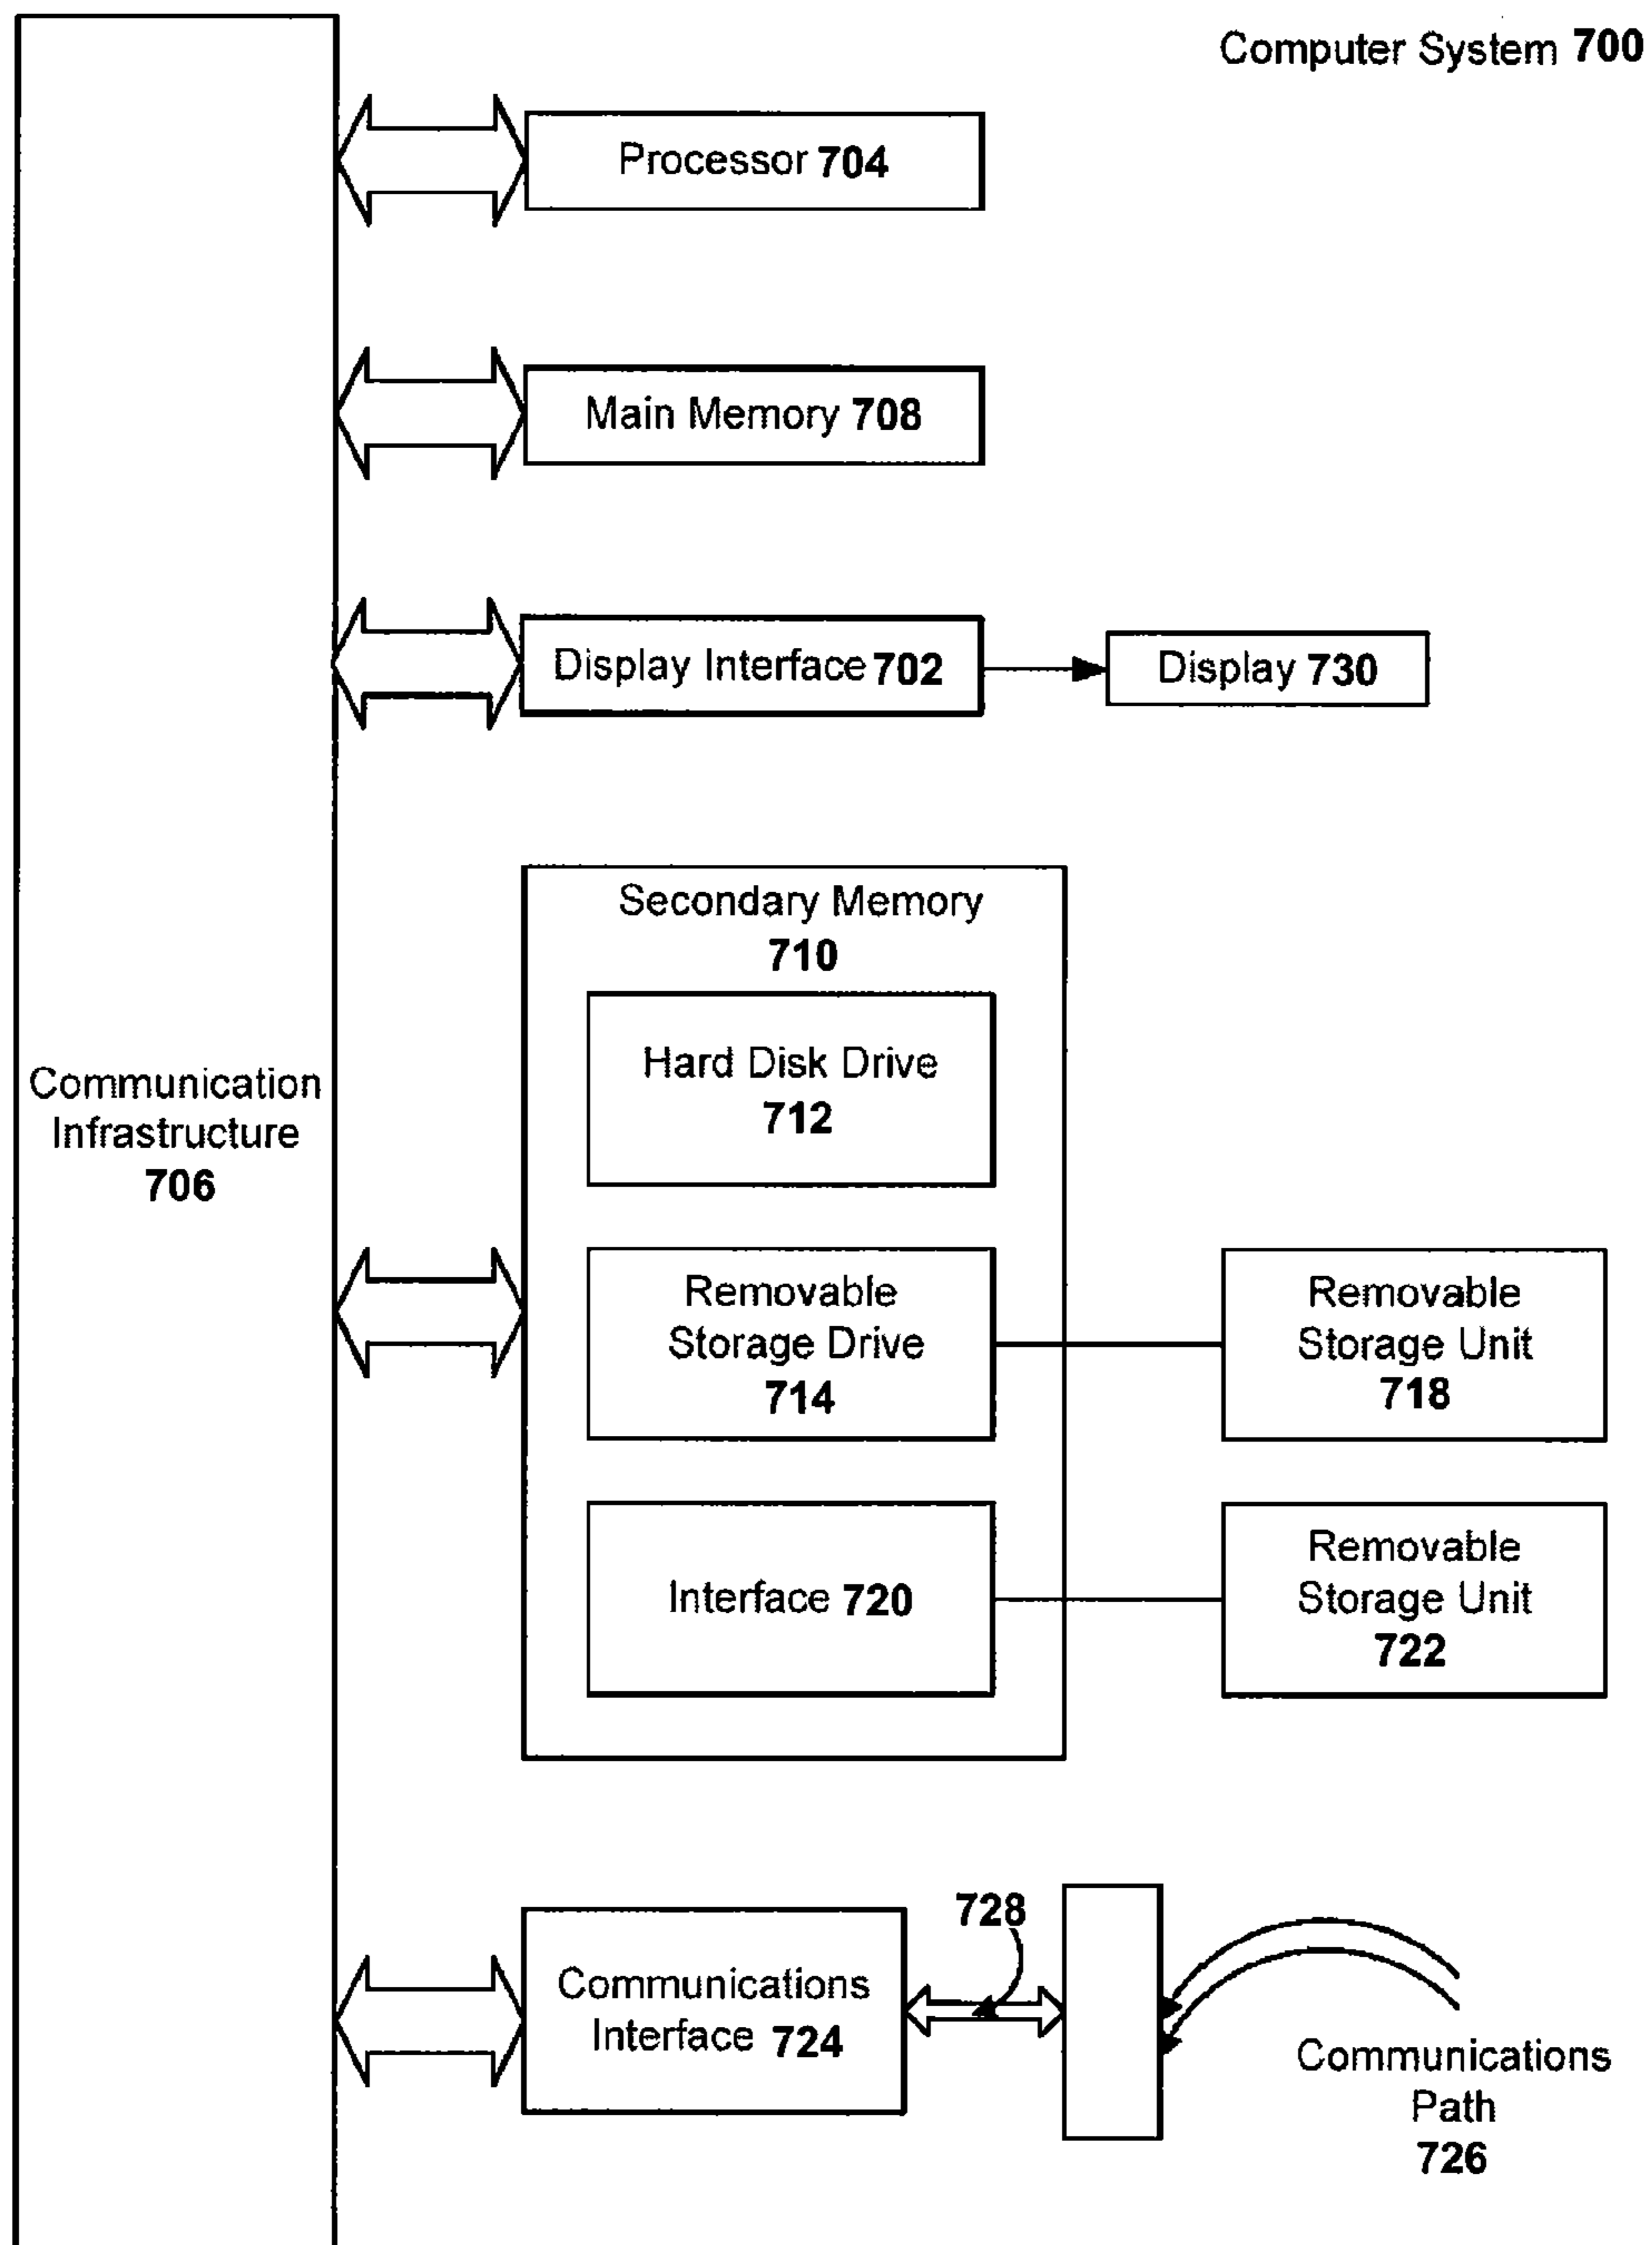 Computer System 700
Processor 704
Main Memory 708
Display Interface 702
Display 730
Secondary Memory
710
Hard Disk Drive
712
Communication
Infrastructure
706
Removable
Storage Drive
714
Removable
Storage Unit
718
Interface 720
Removable
Storage Unit
722
728
Communications
Interface 724
Communications
Path
726